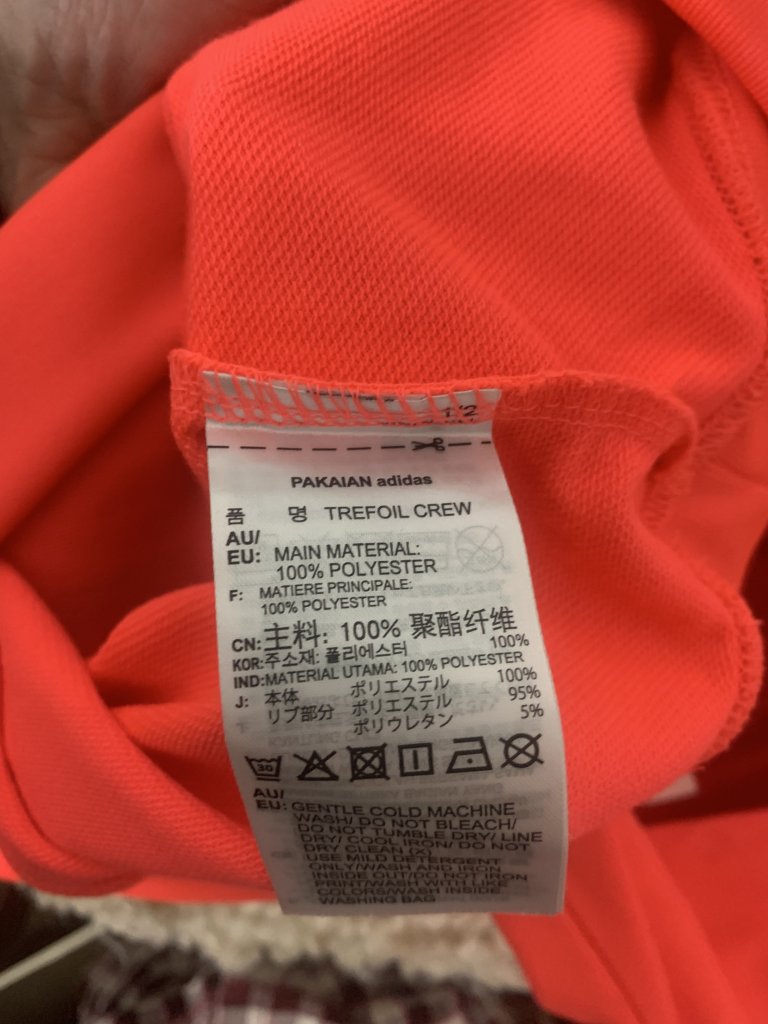 PAKAIAN adidas
품 명 TREFOIL CREW
AU/
EU: MAIN MATERIAL:
100% POLYESTER
F: MATIERE PRINCIPALE:
100% POLYESTER
CN: 主料: 100% 聚酯纤维
KOR: 주소재: 폴리에스터 100%
IND: MATERIAL UTAMA: 100% POLYESTER
J: 本体 ポリエステル 100%
リブ部分 ポリエステル 95%
ポリウレタン 5%
30
AU/
EU: GENTLE COLD MACHINE
WASH/ DO NOT BLEACH/
DO NOT TUMBLE DRY/ LINE
DRY/ COOL IRON/ DO NOT
DRY CLEAN (X)
USE MILD DETERGENT
ONLY/WASH AND IRON
INSIDE OUT/DO NOT IRON
PRINT/WASH WITH LIKE
COLORS/WASH INSIDE
WASHING BAG